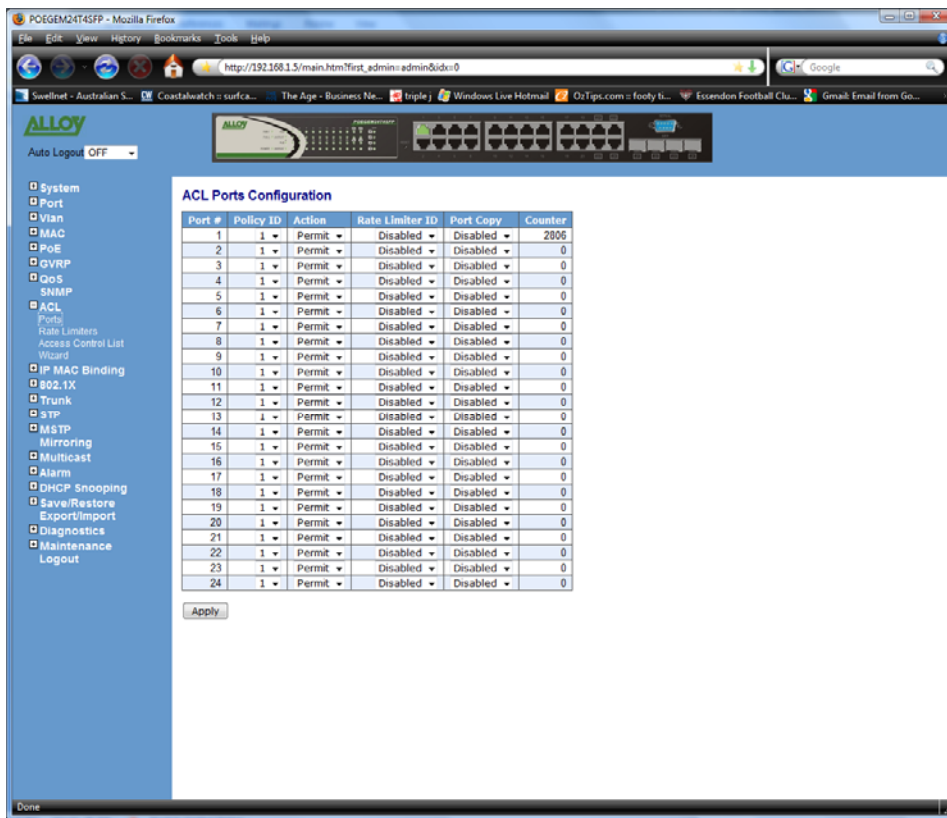 POEGEM24T4SFP - Mozilla Firefox
File Edit View History Bookmarks Tools Help
http://192.168.1.5/main.htm?first_admin=admin&idx=0
Google
Swellnet - Australian S... CW Coastalwatch :: surfca... The Age - Business Ne... triple j Windows Live Hotmail OzTips.com :: footy ti... Essendon Football Clu... Gmail: Email from Go...
ALLOY
ALLOY
Auto Logout OFF
System
Port
Vlan
MAC
PoE
GVRP
QoS
SNMP
ACL
Ports
Rate Limiters
Access Control List
Wizard
IP MAC Binding
802.1X
Trunk
STP
MSTP
Mirroring
Multicast
Alarm
DHCP Snooping
Save/Restore
Export/Import
Diagnostics
Maintenance
Logout
ACL Ports Configuration
Port # Policy ID Action Rate Limiter ID Port Copy Counter
1 1 Permit Disabled Disabled 2806
2 1 Permit Disabled Disabled 0
3 1 Permit Disabled Disabled 0
4 1 Permit Disabled Disabled 0
5 1 Permit Disabled Disabled 0
6 1 Permit Disabled Disabled 0
7 1 Permit Disabled Disabled 0
8 1 Permit Disabled Disabled 0
9 1 Permit Disabled Disabled 0
10 1 Permit Disabled Disabled 0
11 1 Permit Disabled Disabled 0
12 1 Permit Disabled Disabled 0
13 1 Permit Disabled Disabled 0
14 1 Permit Disabled Disabled 0
15 1 Permit Disabled Disabled 0
16 1 Permit Disabled Disabled 0
17 1 Permit Disabled Disabled 0
18 1 Permit Disabled Disabled 0
19 1 Permit Disabled Disabled 0
20 1 Permit Disabled Disabled 0
21 1 Permit Disabled Disabled 0
22 1 Permit Disabled Disabled 0
23 1 Permit Disabled Disabled 0
24 1 Permit Disabled Disabled 0
Apply
Done